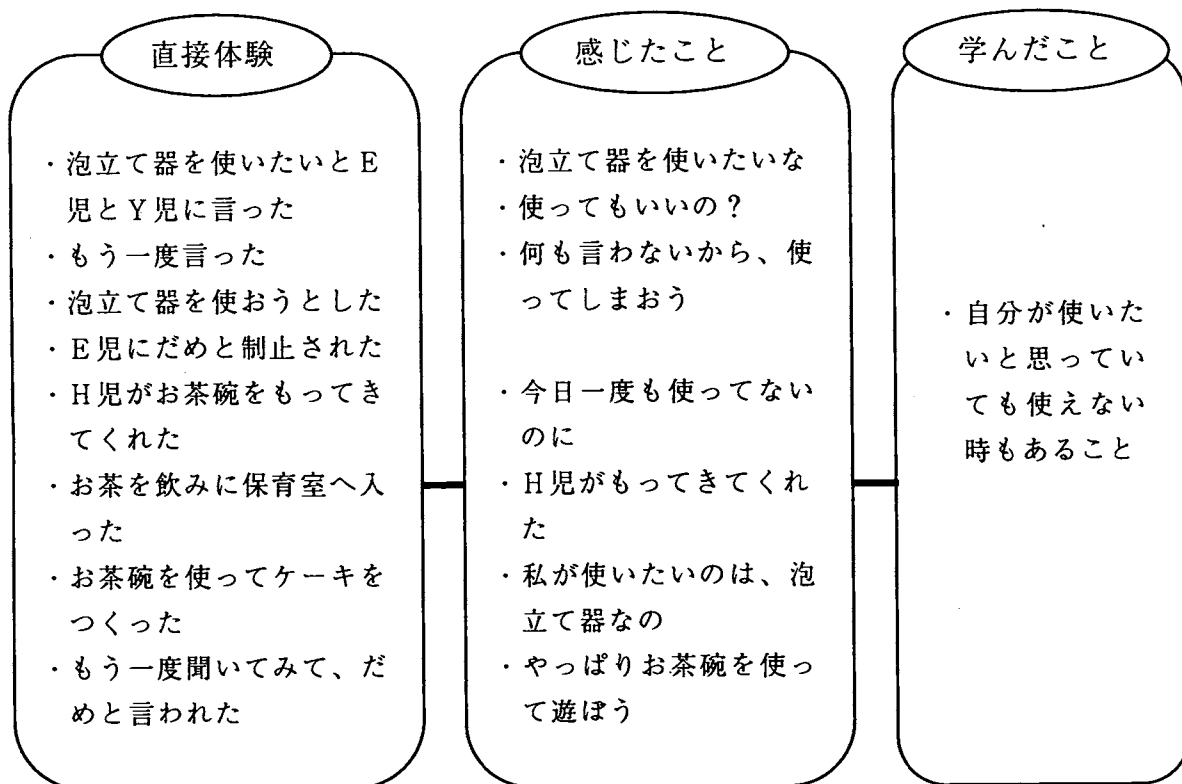 直接体験
・泡立て器を使いたいとE
児とY児に言った
・もう一度言った
・泡立て器を使おうとした
・E児にだめと制止された
・H児がお茶碗をもってき
てくれた
・お茶を飲みに保育室へ入
った
・お茶碗を使ってケーキを
つくった
・もう一度聞いてみて、だ
めと言われた
感じたこと
・泡立て器を使いたいな
・使ってもいいの?
・何も言わないから、使
ってしまおう
・今日一度も使ってない
のに
・H児がもってきてくれ
た
・私が使いたいのは、泡
立て器なの
・やっぱりお茶碗を使っ
て遊ぼう
学んだこと
・自分が使いた
いと思ってい
ても使えない
時もあること